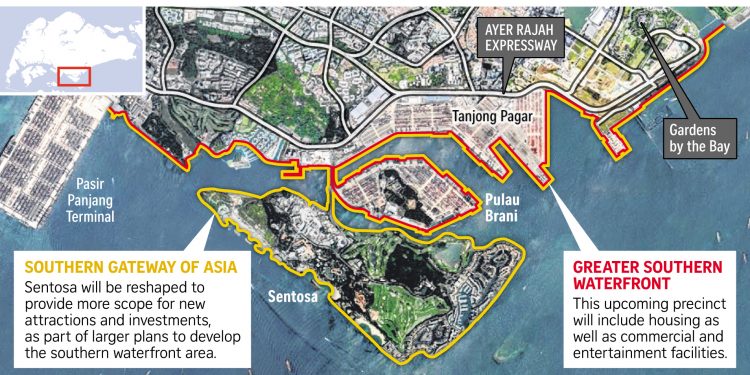 AYER RAJAH
EXPRESSWAY
Tanjong Pagar
Gardens
by the Bay
Pasir
Panjang
Terminal
Pulau
Brani
Sentosa
SOUTHERN GATEWAY OF ASIA
Sentosa will be reshaped to
provide more scope for new
attractions and investments,
as part of larger plans to develop
the southern waterfront area.
GREATER SOUTHERN
WATERFRONT
This upcoming precinct
will include housing as
well as commercial and
entertainment facilities.